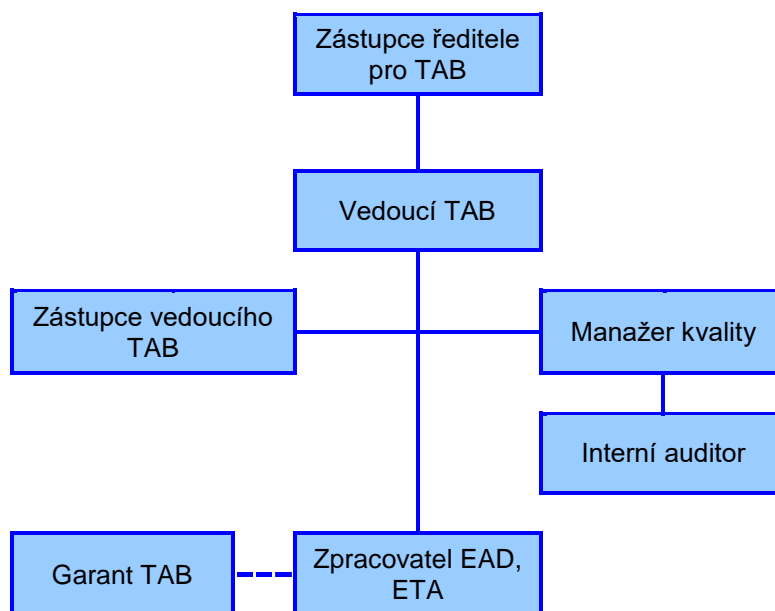 Zástupce ředitele
pro TAB
Vedoucí TAB
Zástupce vedoucího
TAB
Manažer kvality
Interní auditor
Garant TAB
Zpracovatel EAD,
ETA